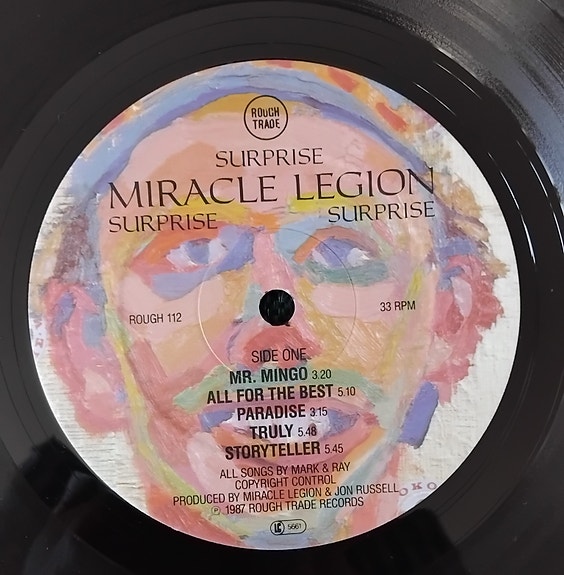 ROUGH
TRADE
SURPRISE
MIRACLE LEGION
SURPRISE SURPRISE
ROUGH 112 33 RPM
SIDE ONE
MR. MINGO 3.20
ALL FOR THE BEST 5.10
PARADISE 3.15
TRULY 5.48
STORYTELLER 5.45
ALL SONGS BY MARK & RAY
COPYRIGHT CONTROL
PRODUCED BY MIRACLE LEGION & JON RUSSELL
Ⓟ 1987 ROUGH TRADE RECORDS
LC 5661